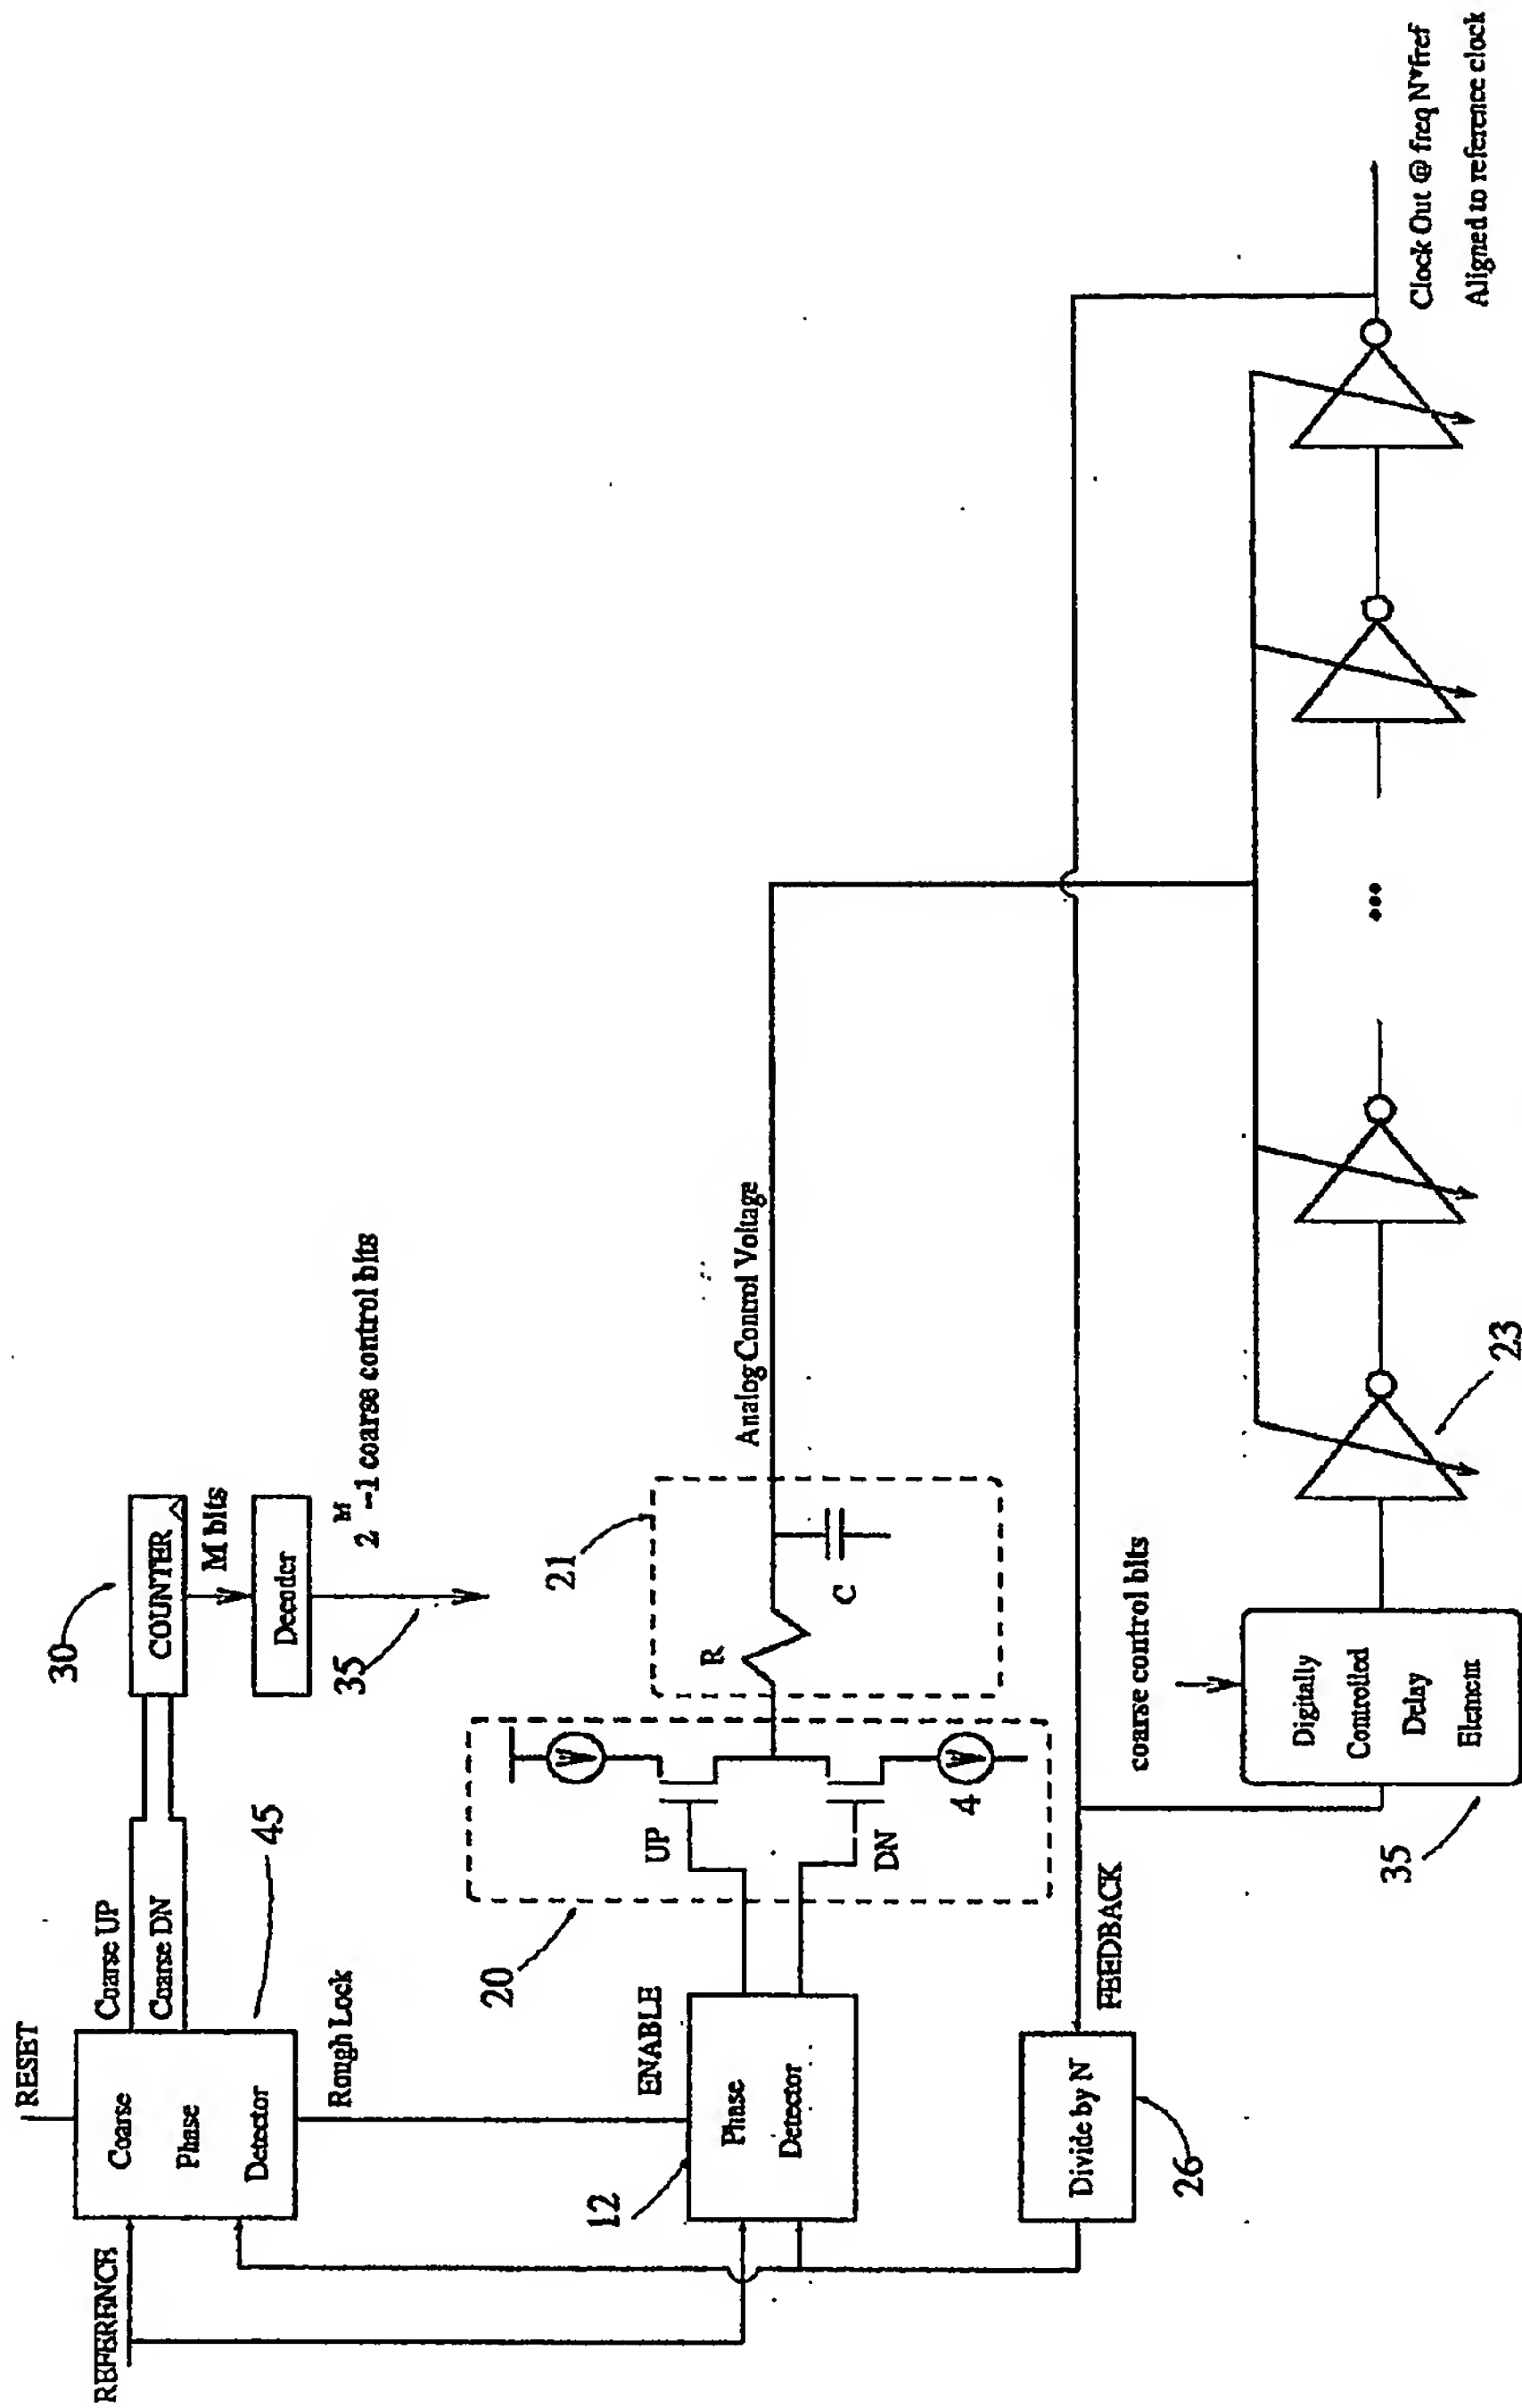 RESET
REFERENCE
Coarse
Phase
Detector
Coarse UP
Coarse DN
45
30
COUNTER
M bits
Decoder
35
2^M -1 coarse control bits
Rough Lock
ENABLE
12
Phase
Detector
20
UP
DN
4
21
R
C
Analog Control Voltage
FEEDBACK
Divide by N
26
coarse control bits
Digitally
Controlled
Delay
Element
35
23
...
Clock Out @ freq N*fref
Aligned to reference clock